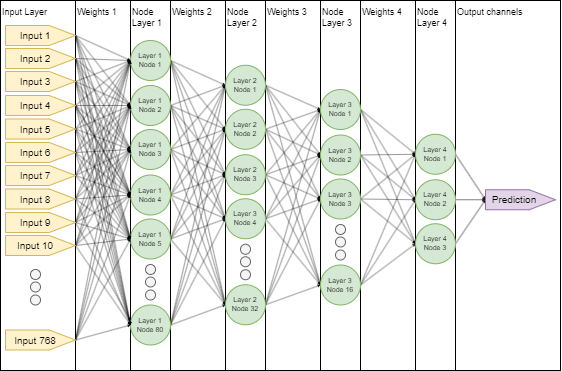 Input Layer
Weights 1
Node
Layer 1
Weights 2
Node
Layer 2
Weights 3
Node
Layer 3
Weights 4
Node
Layer 4
Output channels
Input 1
Input 2
Input 3
Input 4
Input 5
Input 6
Input 7
Input 8
Input 9
Input 10
Input 768
Layer 1
Node 1
Layer 1
Node 2
Layer 1
Node 3
Layer 1
Node 4
Layer 1
Node 5
Layer 1
Node 80
Layer 2
Node 1
Layer 2
Node 2
Layer 2
Node 3
Layer 2
Node 4
Layer 2
Node 32
Layer 3
Node 1
Layer 3
Node 2
Layer 3
Node 3
Layer 3
Node 16
Layer 4
Node 1
Layer 4
Node 2
Layer 4
Node 3
Prediction